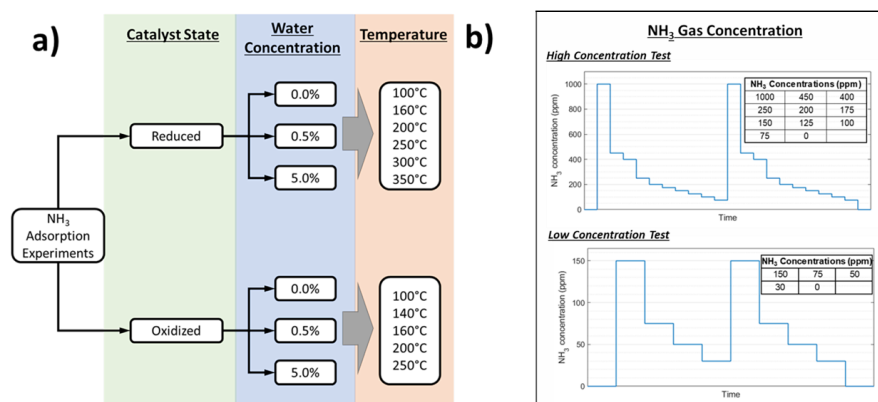 a)
Catalyst State
Water
Concentration
Temperature
NH3
Adsorption
Experiments
Reduced
0.0%
0.5%
5.0%
100°C
160°C
200°C
250°C
300°C
350°C
Oxidized
0.0%
0.5%
5.0%
100°C
140°C
160°C
200°C
250°C
b)
NH3 Gas Concentration
High Concentration Test
NH3 concentration (ppm)
1000
800
600
400
200
0
Time
NH3 Concentrations (ppm)
1000 450 400
250 200 175
150 125 100
75 0
Low Concentration Test
NH3 concentration (ppm)
150
100
50
0
Time
NH3 Concentrations (ppm)
150 75 50
30 0